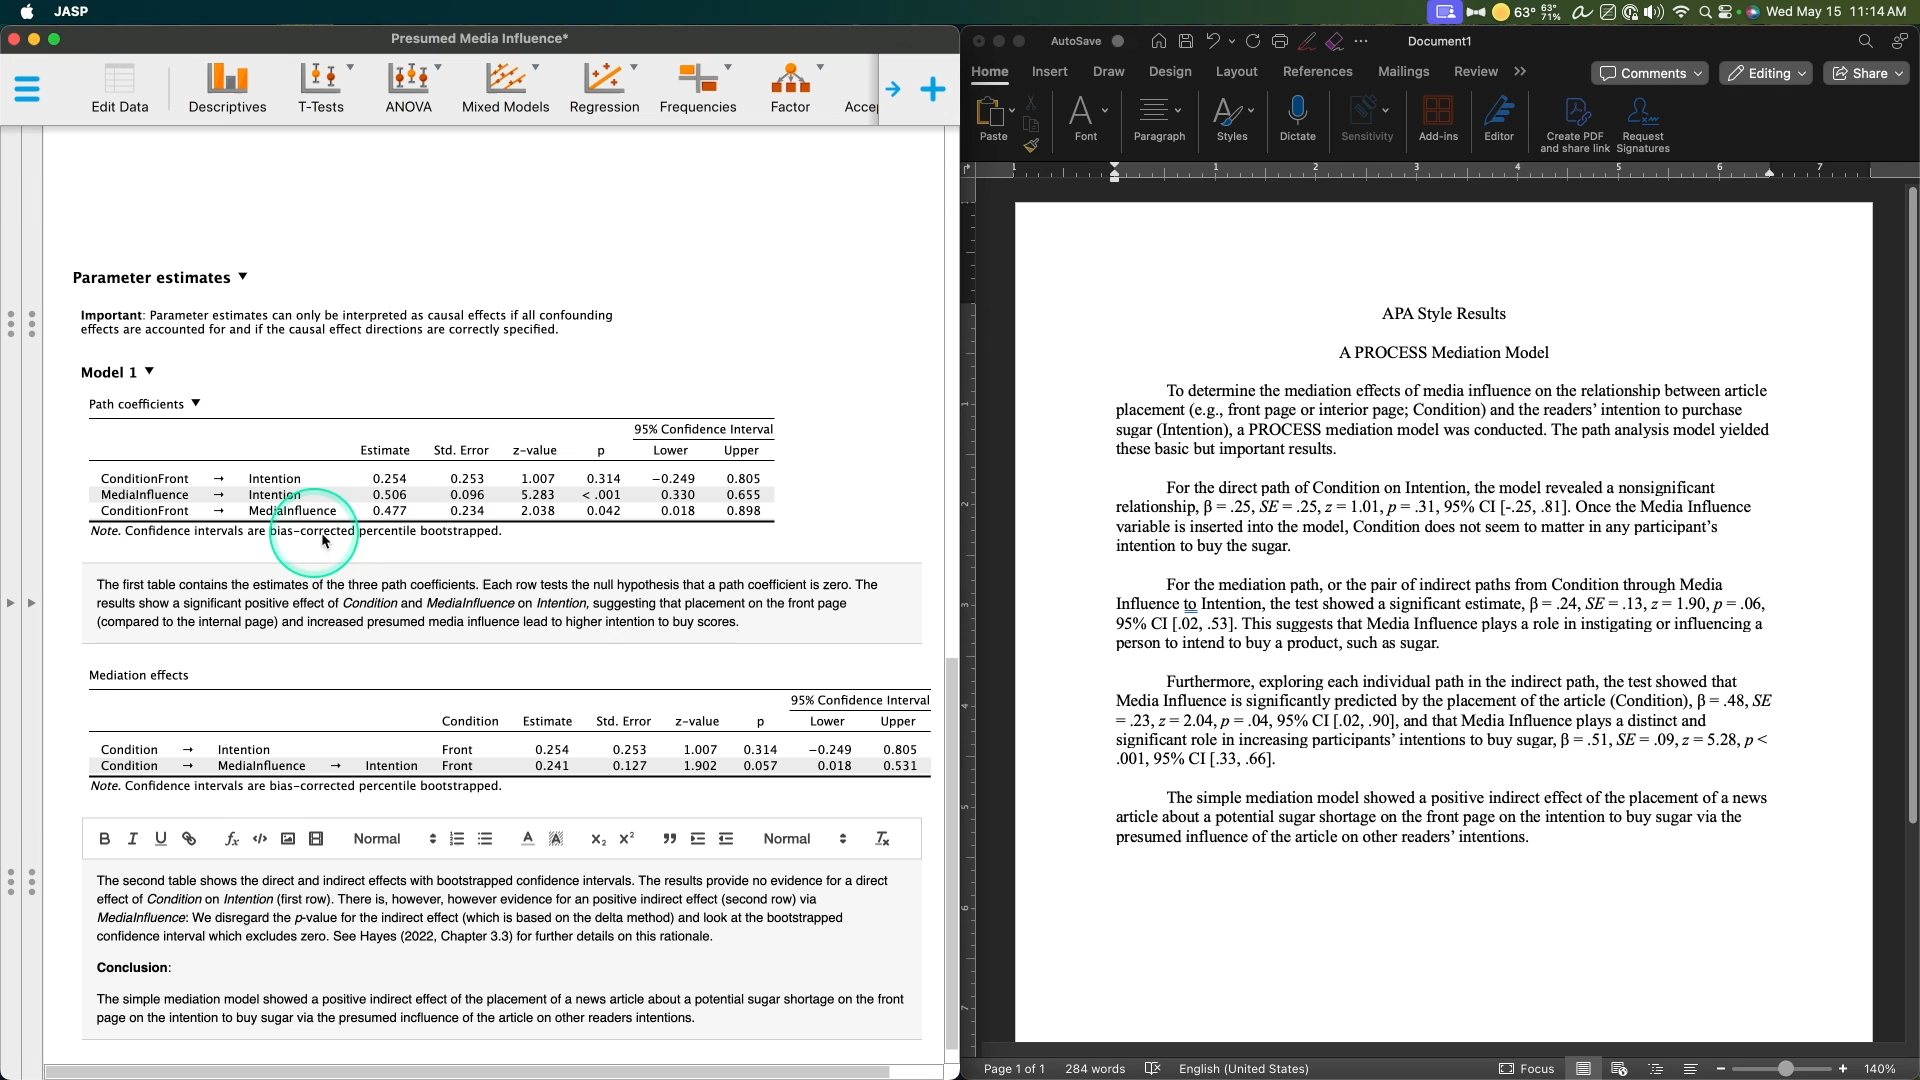 JASP
63° 63° 71%
Wed May 15 11:14 AM
Presumed Media Influence*
Edit Data
Descriptives
T-Tests
ANOVA
Mixed Models
Regression
Frequencies
Factor
Parameter estimates
Important: Parameter estimates can only be interpreted as causal effects if all confounding
effects are accounted for and if the causal effect directions are correctly specified.
Model 1
Path coefficients
95% Confidence Interval
Estimate Std. Error z-value p Lower Upper
ConditionFront → Intention 0.254 0.253 1.007 0.314 −0.249 0.805
MediaInfluence → Intention 0.506 0.096 5.283 < .001 0.330 0.655
ConditionFront → MediaInfluence 0.477 0.234 2.038 0.042 0.018 0.898
Note. Confidence intervals are bias-corrected percentile bootstrapped.
The first table contains the estimates of the three path coefficients. Each row tests the null hypothesis that a path coefficient is zero. The
results show a significant positive effect of Condition and MediaInfluence on Intention, suggesting that placement on the front page
(compared to the internal page) and increased presumed media influence lead to higher intention to buy scores.
Mediation effects
95% Confidence Interval
Condition Estimate Std. Error z-value p Lower Upper
Condition → Intention Front 0.254 0.253 1.007 0.314 −0.249 0.805
Condition → MediaInfluence → Intention Front 0.241 0.127 1.902 0.057 0.018 0.531
Note. Confidence intervals are bias-corrected percentile bootstrapped.
Normal Normal
The second table shows the direct and indirect effects with bootstrapped confidence intervals. The results provide no evidence for a direct
effect of Condition on Intention (first row). There is, however, however evidence for an positive indirect effect (second row) via
MediaInfluence: We disregard the p-value for the indirect effect (which is based on the delta method) and look at the bootstrapped
confidence interval which excludes zero. See Hayes (2022, Chapter 3.3) for further details on this rationale.
Conclusion:
The simple mediation model showed a positive indirect effect of the placement of a news article about a potential sugar shortage on the front
page on the intention to buy sugar via the presumed incfluence of the article on other readers intentions.
AutoSave
Document1
Home Insert Draw Design Layout References Mailings Review
Comments Editing Share
Paste
Font
Paragraph
Styles
Dictate
Sensitivity
Add-ins
Editor
Create PDF
and share link
Request
Signatures
1 1 2 3 4 5 6 7
APA Style Results
A PROCESS Mediation Model
To determine the mediation effects of media influence on the relationship between article
placement (e.g., front page or interior page; Condition) and the readers' intention to purchase
sugar (Intention), a PROCESS mediation model was conducted. The path analysis model yielded
these basic but important results.
For the direct path of Condition on Intention, the model revealed a nonsignificant
relationship, β = .25, SE = .25, z = 1.01, p = .31, 95% CI [-.25, .81]. Once the Media Influence
variable is inserted into the model, Condition does not seem to matter in any participant's
intention to buy the sugar.
For the mediation path, or the pair of indirect paths from Condition through Media
Influence to Intention, the test showed a significant estimate, β = .24, SE = .13, z = 1.90, p = .06,
95% CI [.02, .53]. This suggests that Media Influence plays a role in instigating or influencing a
person to intend to buy a product, such as sugar.
Furthermore, exploring each individual path in the indirect path, the test showed that
Media Influence is significantly predicted by the placement of the article (Condition), β = .48, SE
= .23, z = 2.04, p = .04, 95% CI [.02, .90], and that Media Influence plays a distinct and
significant role in increasing participants' intentions to buy sugar, β = .51, SE = .09, z = 5.28, p <
.001, 95% CI [.33, .66].
The simple mediation model showed a positive indirect effect of the placement of a news
article about a potential sugar shortage on the front page on the intention to buy sugar via the
presumed influence of the article on other readers' intentions.
Page 1 of 1 284 words English (United States) Focus 140%